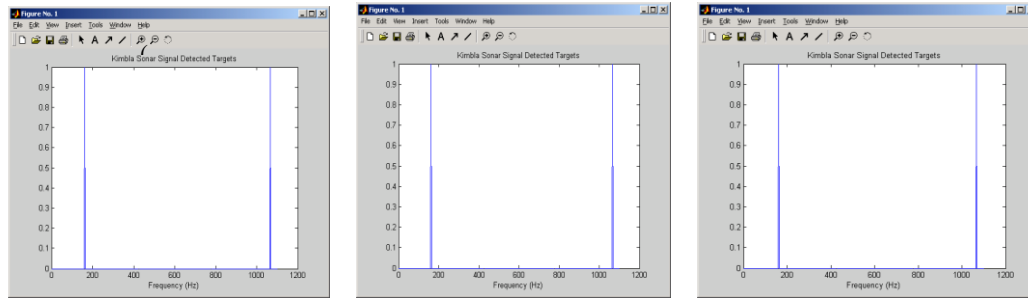 Figure No. 1
File Edit View Insert Tools Window Help
Kimbla Sonar Signal Detected Targets
1
0.9
0.8
0.7
0.6
0.5
0.4
0.3
0.2
0.1
0
0 200 400 600 800 1000 1200
Frequency (Hz)
Figure No. 1
File Edit View Insert Tools Window Help
Kimbla Sonar Signal Detected Targets
1
0.9
0.8
0.7
0.6
0.5
0.4
0.3
0.2
0.1
0
0 200 400 600 800 1000 1200
Frequency (Hz)
Figure No. 1
File Edit View Insert Tools Window Help
Kimbla Sonar Signal Detected Targets
1
0.9
0.8
0.7
0.6
0.5
0.4
0.3
0.2
0.1
0
0 200 400 600 800 1000 1200
Frequency (Hz)